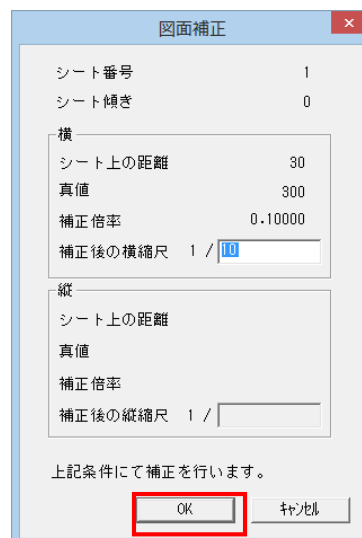 図面補正
シート番号 1
シート傾き 0
横
シート上の距離 30
真値 300
補正倍率 0.10000
補正後の横縮尺 1 / 10
縦
シート上の距離
真値
補正倍率
補正後の縦縮尺 1 /
上記条件にて補正を行います。
OK ｷｬﾝｾﾙ